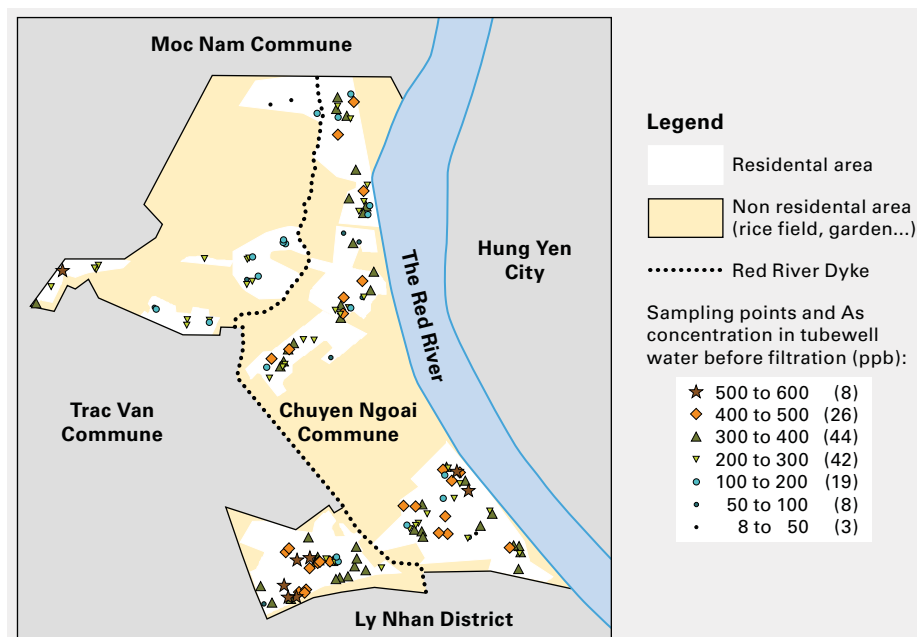 Moc Nam Commune
Hung Yen
City
The Red River
Trac Van
Commune
Chuyen Ngoai
Commune
Ly Nhan District
Legend
Residental area
Non residental area
(rice field, garden...)
Red River Dyke
Sampling points and As
concentration in tubewell
water before filtration (ppb):
500 to 600 (8)
400 to 500 (26)
300 to 400 (44)
200 to 300 (42)
100 to 200 (19)
50 to 100 (8)
8 to 50 (3)